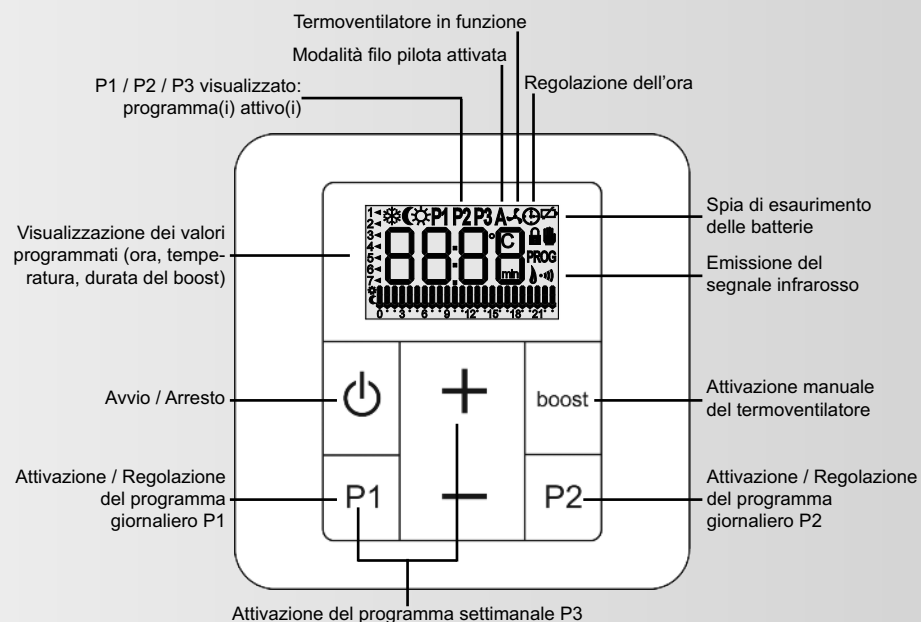 Termoventilatore in funzione
Modalità filo pilota attivata
Regolazione dell'ora
P1 / P2 / P3 visualizzato:
programma(i) attivo(i)
Visualizzazione dei valori
programmati (ora, tempe-
ratura, durata del boost)
1 P1 P2 P3 A
2
3
4 88:88 °C
5 PROG
6
7 min
0 3 6 9 12 15 18 21
Spia di esaurimento
delle batterie
Emissione del
segnale infrarosso
Avvio / Arresto
+
boost
Attivazione manuale
del termoventilatore
Attivazione / Regolazione
del programma
giornaliero P1
P1
−
P2
Attivazione / Regolazione
del programma
giornaliero P2
Attivazione del programma settimanale P3